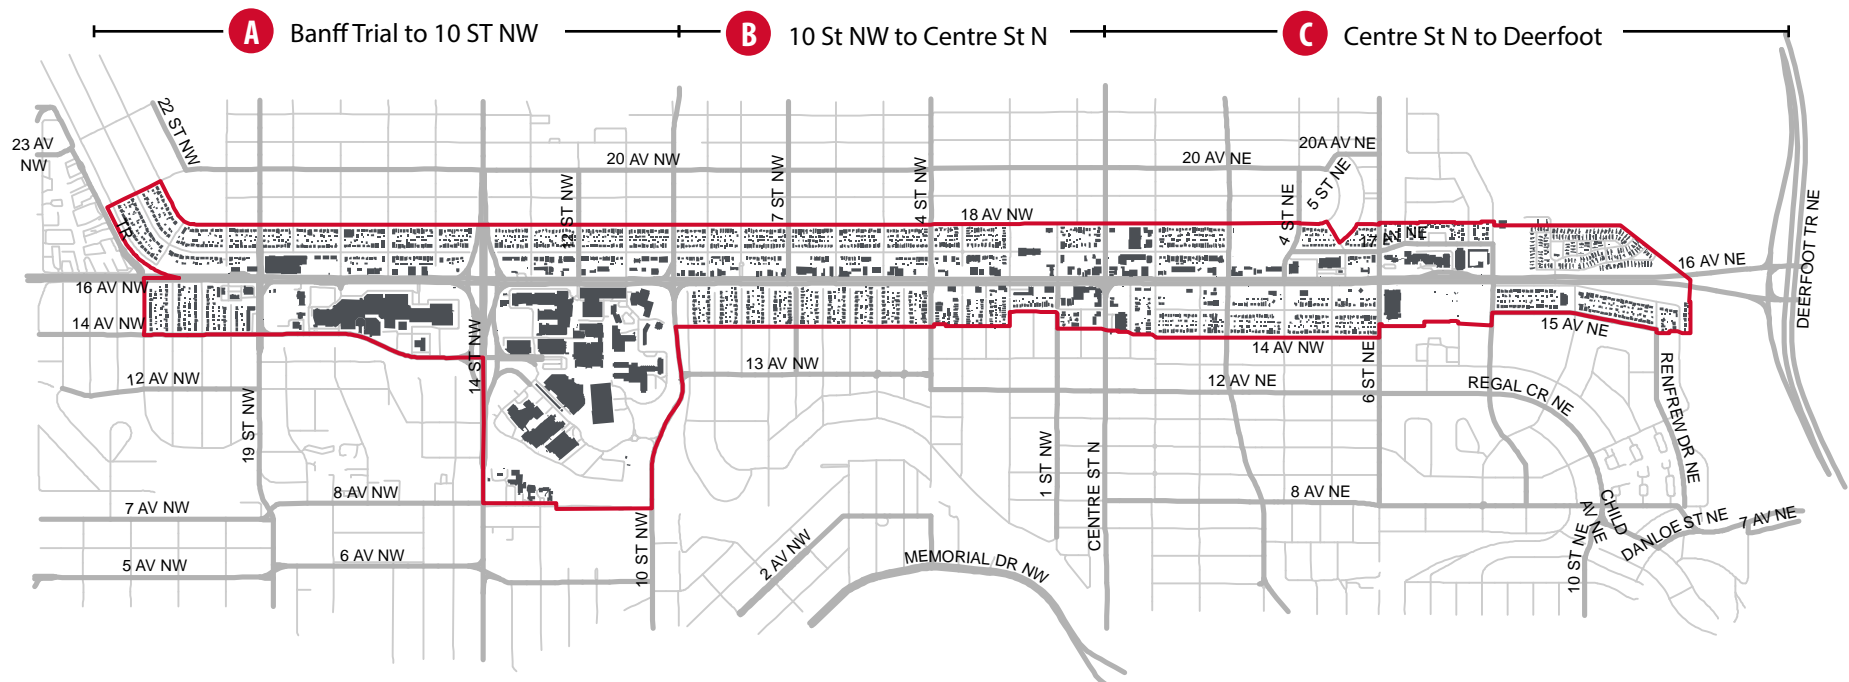 A Banff Trial to 10 ST NW
B 10 St NW to Centre St N
C Centre St N to Deerfoot
22 ST NW
23 AV
NW
20 AV NW
20 AV NE
20A AV NE
5 ST NE
12 ST NW
7 ST NW
4 ST NW
18 AV NW
4 ST NE
TR
16 AV NE
DEERFOOT TR NE
16 AV NW
14 AV NW
15 AV NE
14 AV NW
14 ST NW
13 AV NW
12 AV NW
12 AV NE
6 ST NE
REGAL CR NE
RENFREW DR NE
19 ST NW
1 ST NW
CENTRE ST N
8 AV NW
8 AV NE
7 AV NW
CHILD
AV NE
DANLOE ST NE
7 AV NE
10 ST NW
2 AV NW
6 AV NW
5 AV NW
MEMORIAL DR NW
10 ST NE